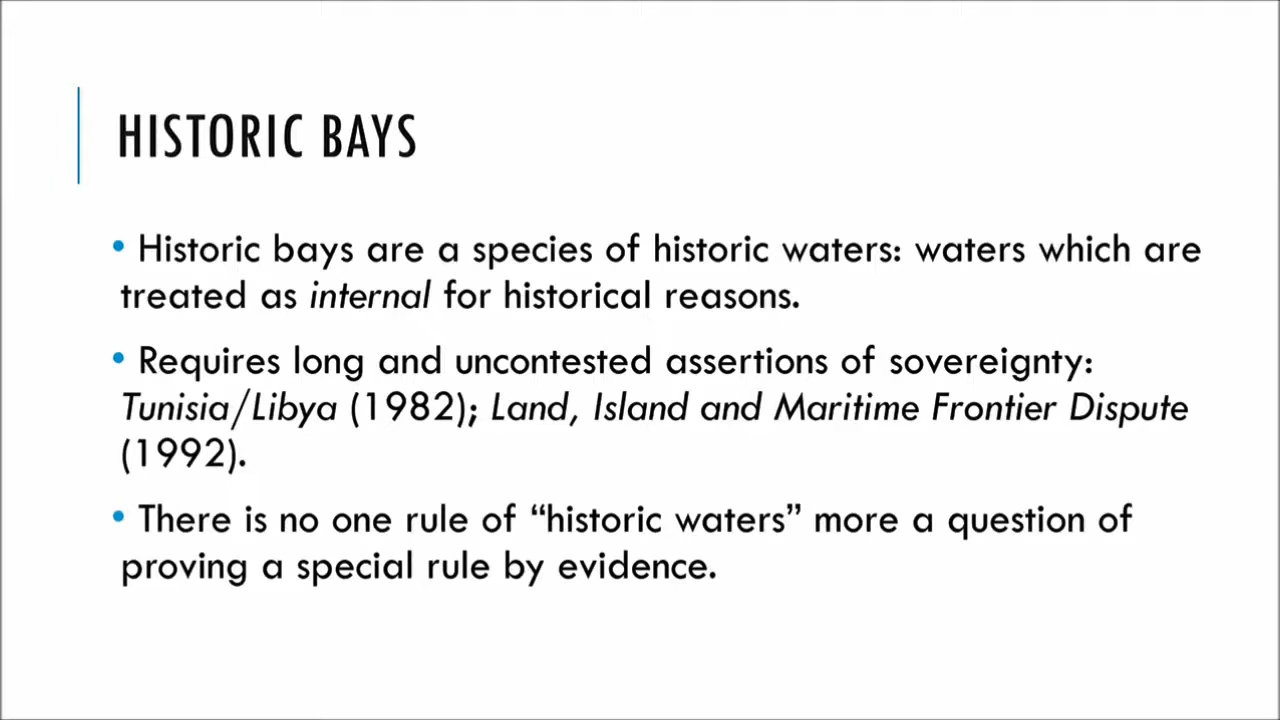 HISTORIC BAYS
• Historic bays are a species of historic waters: waters which are
treated as internal for historical reasons.
• Requires long and uncontested assertions of sovereignty:
Tunisia/Libya (1982); Land, Island and Maritime Frontier Dispute
(1992).
• There is no one rule of “historic waters” more a question of
proving a special rule by evidence.